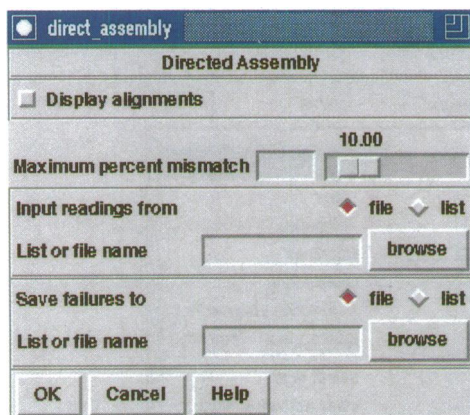 direct_assembly
Directed Assembly
Display alignments
10.00
Maximum percent mismatch
Input readings from file list
List or file name browse
Save failures to file list
List or file name browse
OK Cancel Help